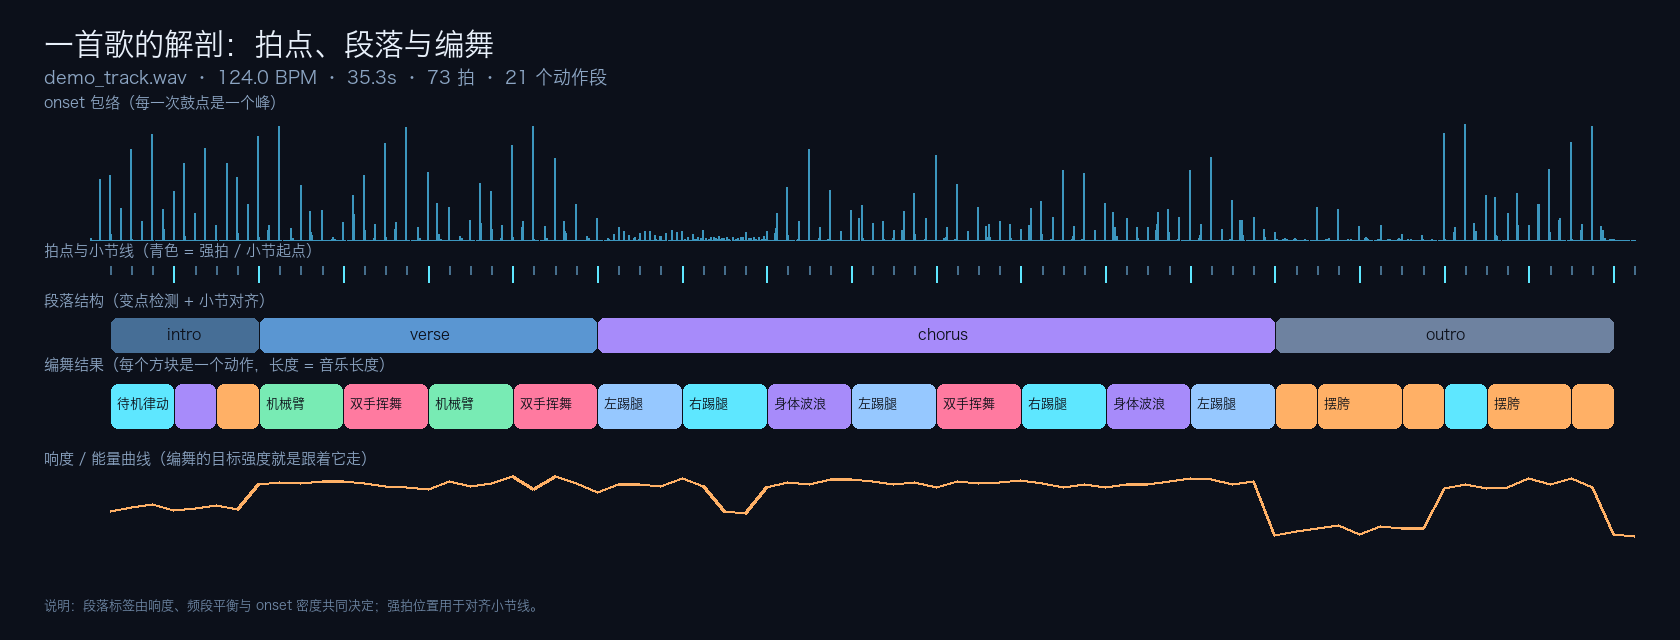 一首歌的解剖：拍点、段落与编舞
demo_track.wav · 124.0 BPM · 35.3s · 73 拍 · 21 个动作段
onset 包络（每一次鼓点是一个峰）
拍点与小节线（青色 = 强拍 / 小节起点）
段落结构（变点检测 + 小节对齐）
intro verse chorus outro
编舞结果（每个方块是一个动作，长度 = 音乐长度）
待机律动 机械臂 双手挥舞 机械臂 双手挥舞 左踢腿 右踢腿 身体波浪 左踢腿 双手挥舞 右踢腿 身体波浪 左踢腿 摆胯 摆胯
响度 / 能量曲线（编舞的目标强度就是跟着它走）
说明：段落标签由响度、频段平衡与 onset 密度共同决定；强拍位置用于对齐小节线。